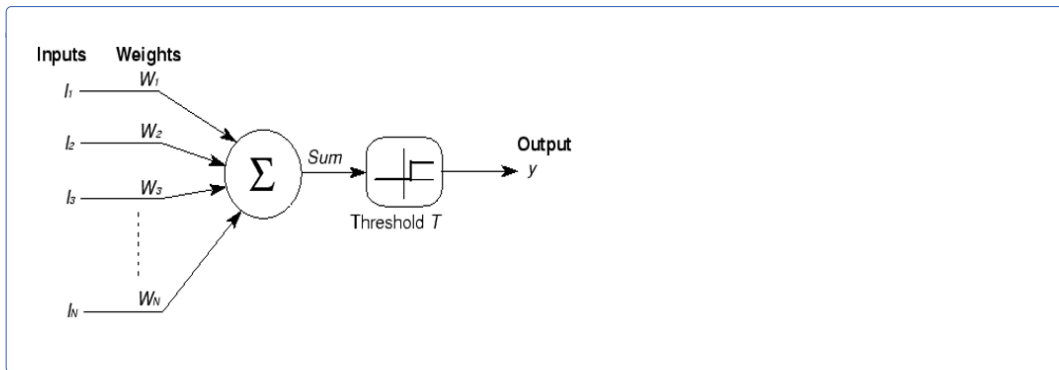 Inputs Weights
I₁ W₁
I₂ W₂
I₃ W₃
Iₙ Wₙ
Σ
Sum
Threshold T
Output
y